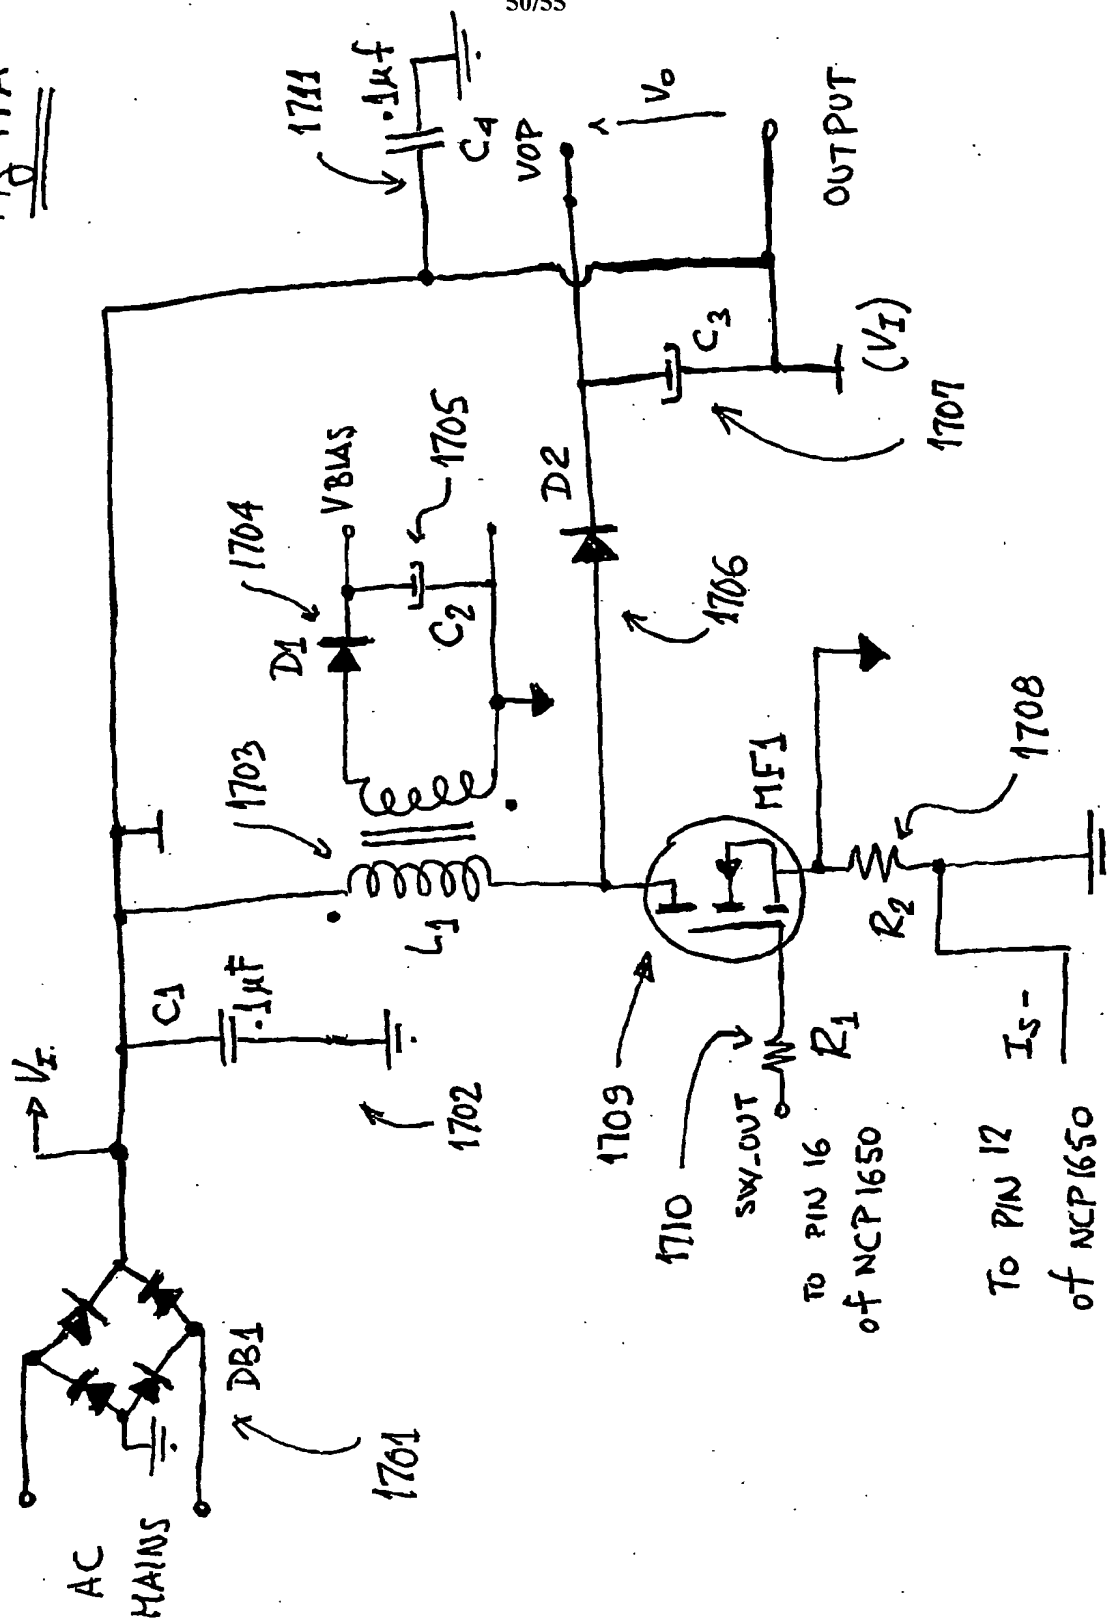 50/55
AC
MAINS
DB1
1701
VI
C1
.1µF
1702
L1
1703
D1
1704
VBIAS
C2
1705
1711
.1µf
C4
VOP
Vo
OUTPUT
D2
1706
C3
(VI)
1707
MF1
1709
1710
R1
SW_OUT
TO PIN 16
of NCP1650
R2
1708
IS-
TO PIN 12
of NCP1650